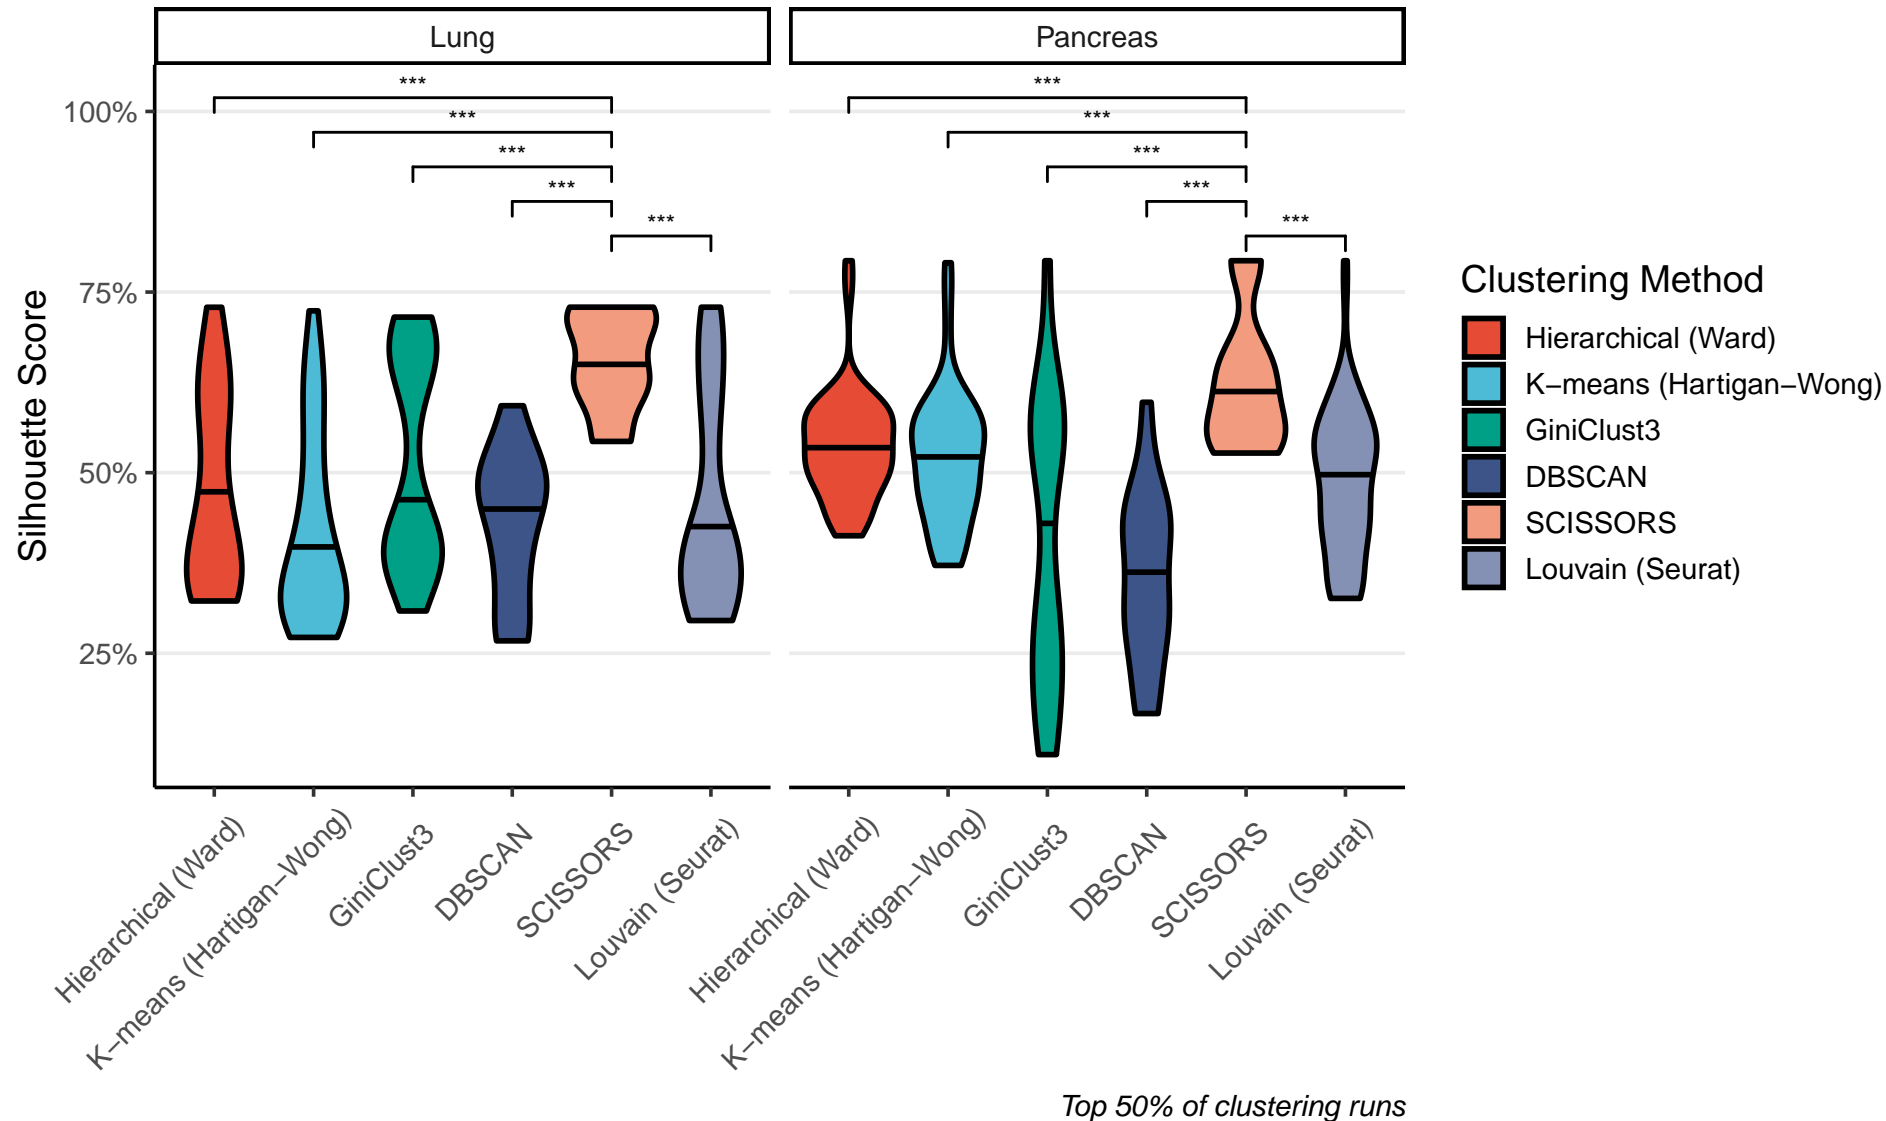 Lung
Pancreas
***
***
***
***
***
***
***
***
***
***
Silhouette Score
100%
75%
50%
25%
Hierarchical (Ward)
K−means (Hartigan−Wong)
GiniClust3
DBSCAN
SCISSORS
Louvain (Seurat)
Hierarchical (Ward)
K−means (Hartigan−Wong)
GiniClust3
DBSCAN
SCISSORS
Louvain (Seurat)
Clustering Method
Hierarchical (Ward)
K−means (Hartigan−Wong)
GiniClust3
DBSCAN
SCISSORS
Louvain (Seurat)
Top 50% of clustering runs